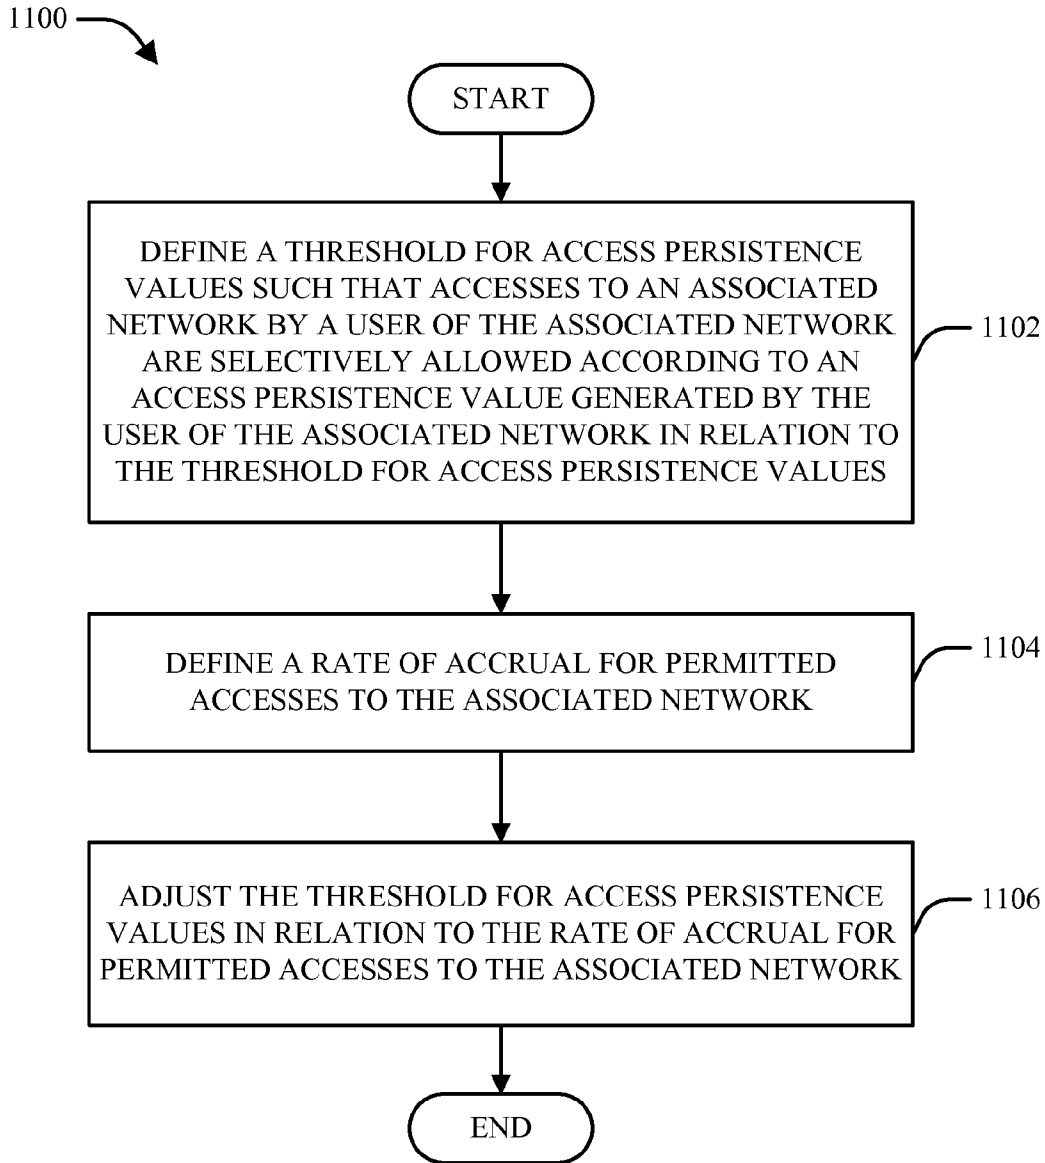 1100
START
DEFINE A THRESHOLD FOR ACCESS PERSISTENCE
VALUES SUCH THAT ACCESSES TO AN ASSOCIATED
NETWORK BY A USER OF THE ASSOCIATED NETWORK
ARE SELECTIVELY ALLOWED ACCORDING TO AN
ACCESS PERSISTENCE VALUE GENERATED BY THE
USER OF THE ASSOCIATED NETWORK IN RELATION TO
THE THRESHOLD FOR ACCESS PERSISTENCE VALUES
1102
DEFINE A RATE OF ACCRUAL FOR PERMITTED
ACCESSES TO THE ASSOCIATED NETWORK
1104
ADJUST THE THRESHOLD FOR ACCESS PERSISTENCE
VALUES IN RELATION TO THE RATE OF ACCRUAL FOR
PERMITTED ACCESSES TO THE ASSOCIATED NETWORK
1106
END